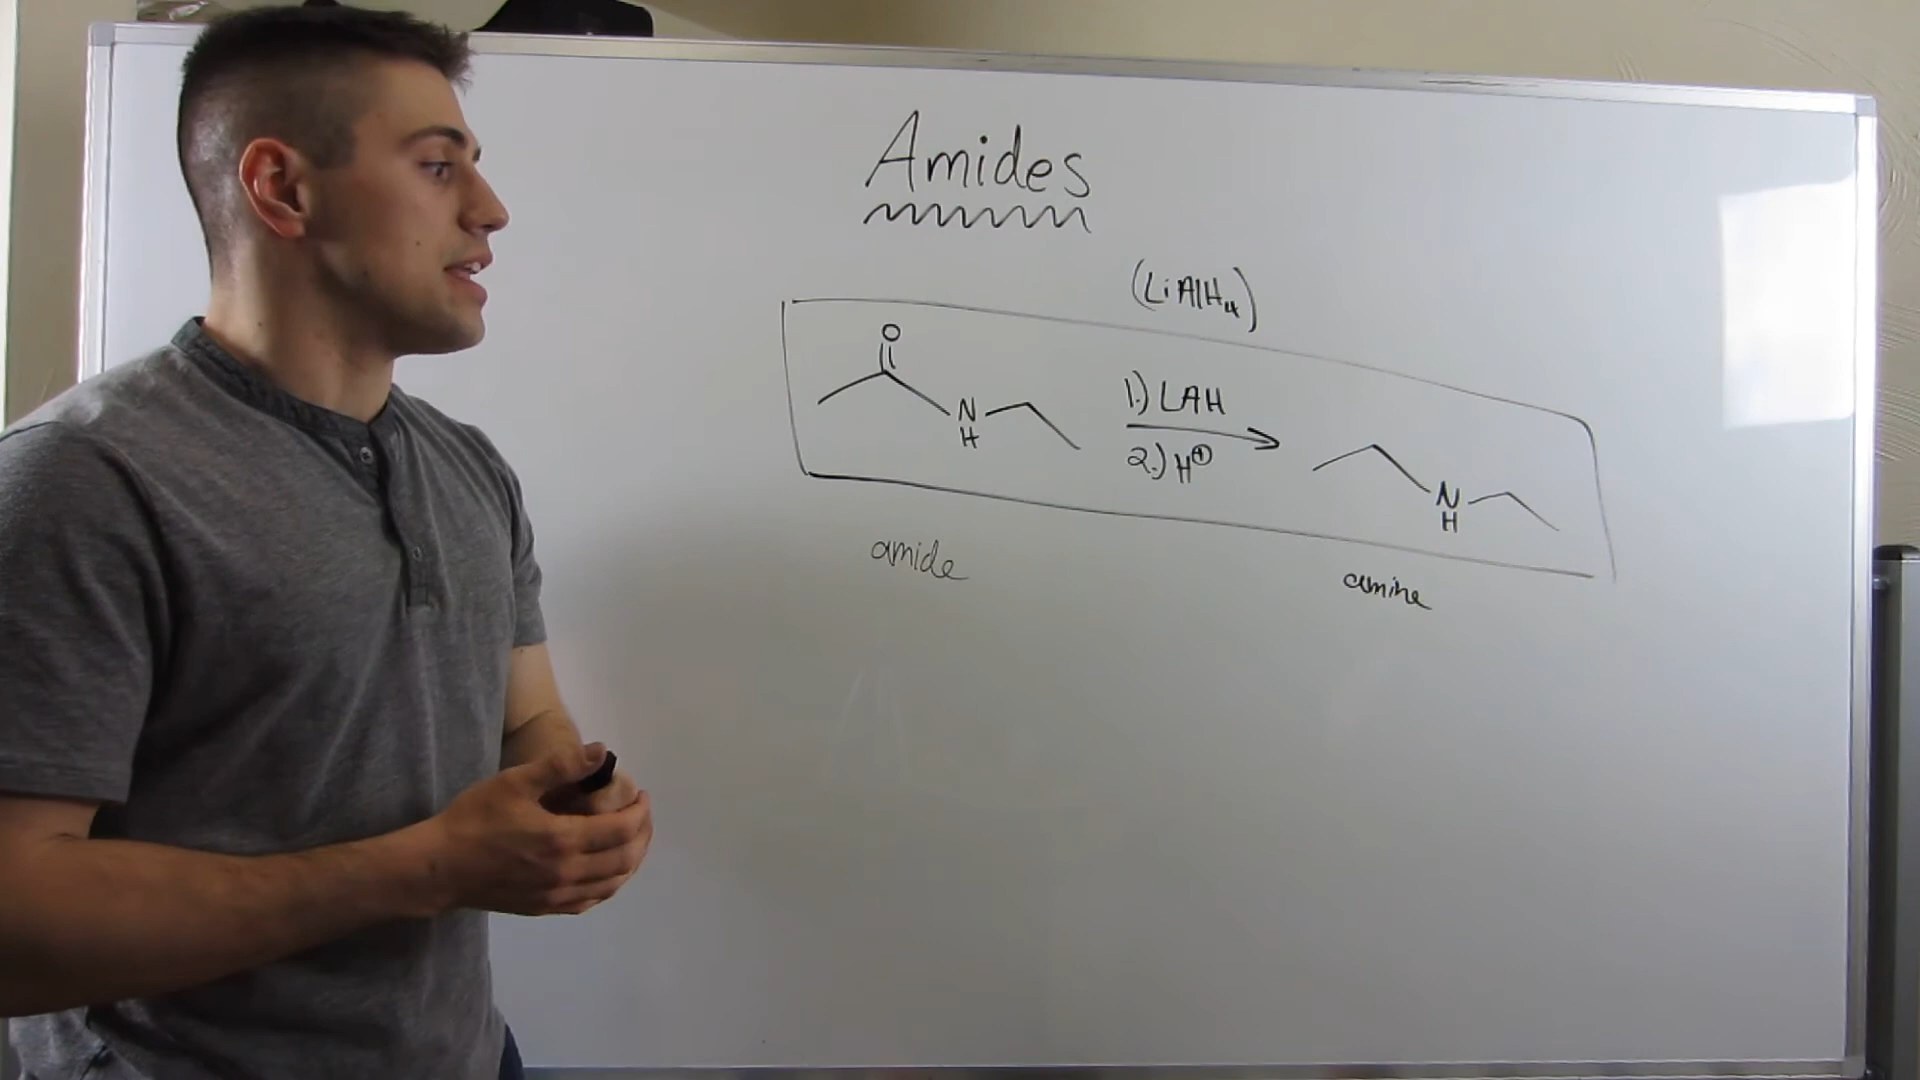 Amides
(LiAlH₄)
O
N
H
1.) LAH
2.) H⊕
N
H
amide
amine